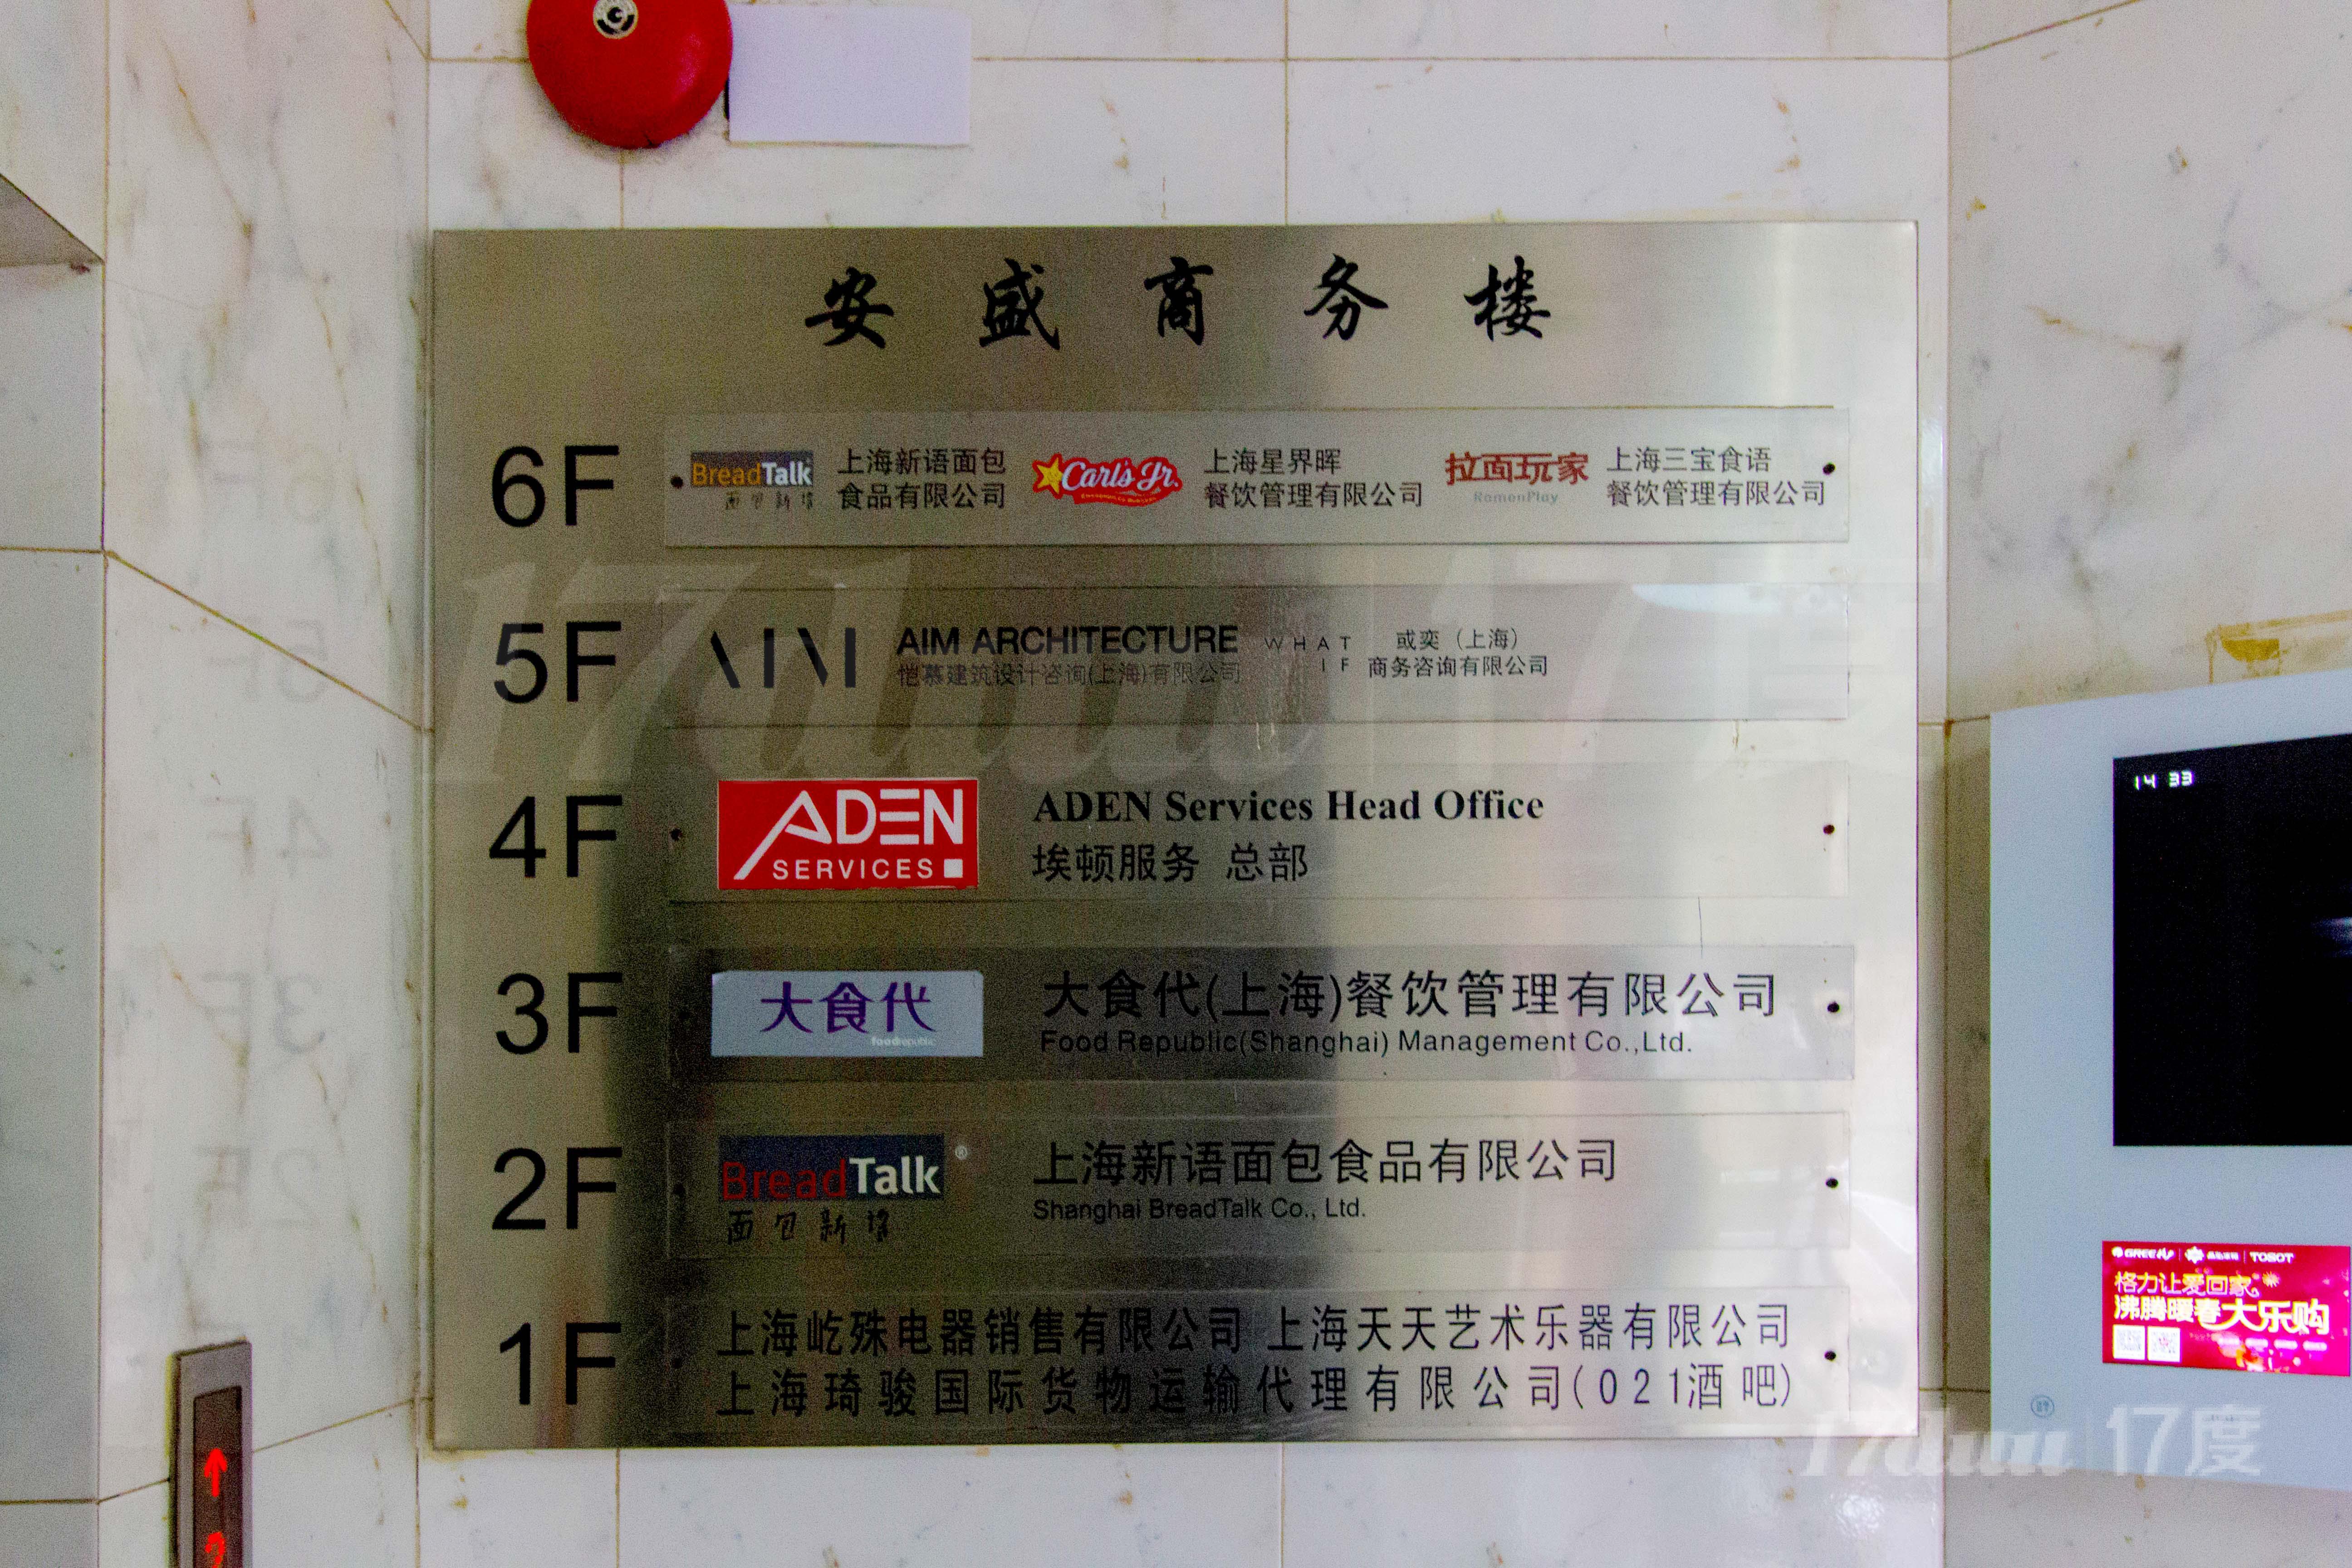 安盛商务楼
6F BreadTalk 上海新语面包 Carl's Jr. 上海星界晖 拉面玩家 上海三宝食语
面包新语 食品有限公司 餐饮管理有限公司 RamenPlay 餐饮管理有限公司
5F AIM AIM ARCHITECTURE WHAT 或奕（上海）
恺慕建筑设计咨询(上海)有限公司 IF 商务咨询有限公司
4F ADEN ADEN Services Head Office
SERVICES 埃顿服务 总部
3F 大食代 大食代(上海)餐饮管理有限公司
foodrepublic Food Republic(Shanghai) Management Co.,Ltd.
2F BreadTalk® 上海新语面包食品有限公司
面包新语 Shanghai BreadTalk Co., Ltd.
1F 上海屹殊电器销售有限公司 上海天天艺术乐器有限公司
上海琦骏国际货物运输代理有限公司(021酒吧)
14 33
GREE TOSOT
格力让爱回家
沸腾暖春大乐购
17dwu 17度